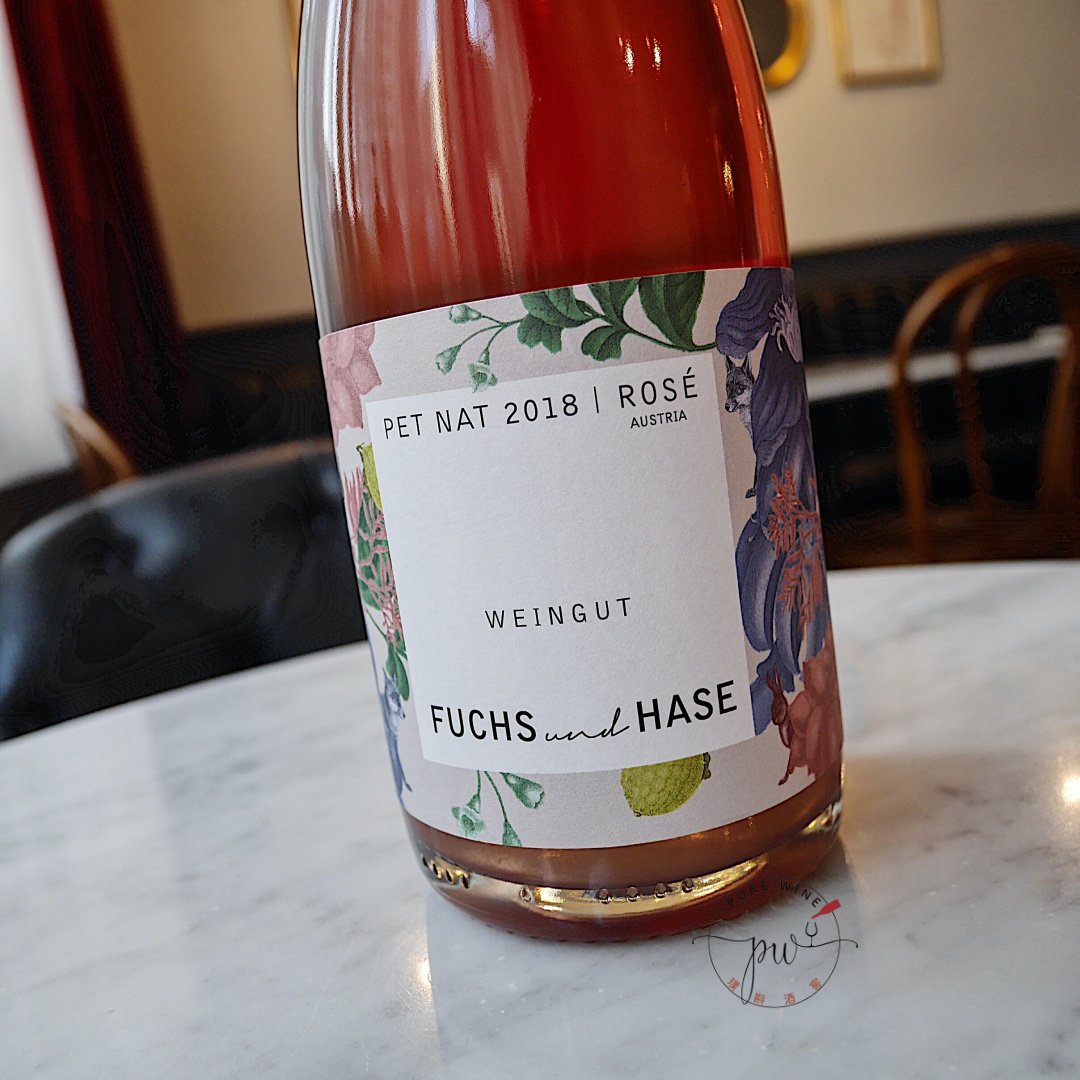 PET NAT 2018 | ROSÉ
AUSTRIA
WEINGUT
FUCHS und HASE
PURE WINE
pw